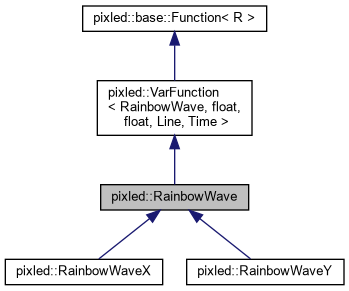 pixled::base::Function< R >
pixled::VarFunction
< RainbowWave, float,
float, Line, Time >
pixled::RainbowWave
pixled::RainbowWaveX
pixled::RainbowWaveY